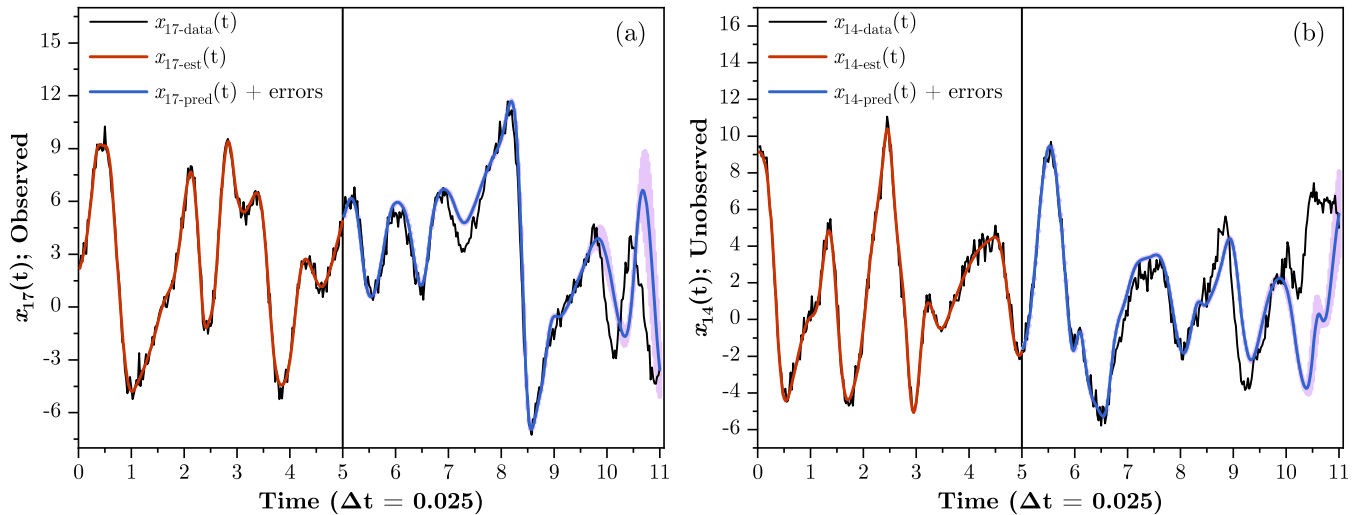 x17-data(t)
x17-est(t)
x17-pred(t) + errors
(a)
15
12
9
6
3
0
-3
-6
x17(t); Observed
0 1 2 3 4 5 6 7 8 9 10 11
Time (Δt = 0.025)
x14-data(t)
x14-est(t)
x14-pred(t) + errors
(b)
16
14
12
10
8
6
4
2
0
-2
-4
-6
x14(t); Unobserved
0 1 2 3 4 5 6 7 8 9 10 11
Time (Δt = 0.025)